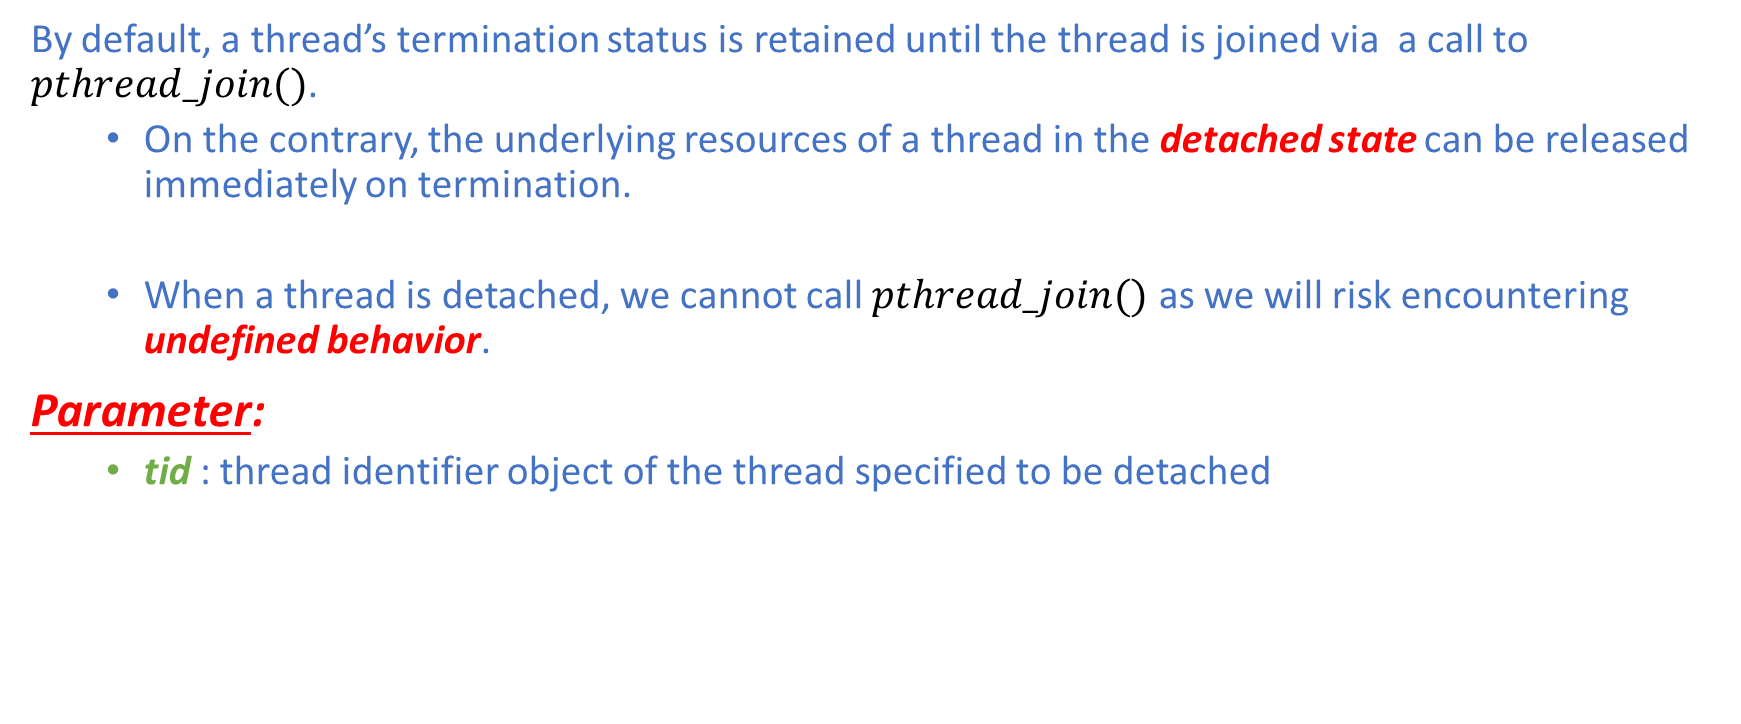 By default, a thread’s termination status is retained until the thread is joined via a call to
pthread_join().
• On the contrary, the underlying resources of a thread in the detached state can be released
immediately on termination.
• When a thread is detached, we cannot call pthread_join() as we will risk encountering
undefined behavior.
Parameter:
• tid : thread identifier object of the thread specified to be detached